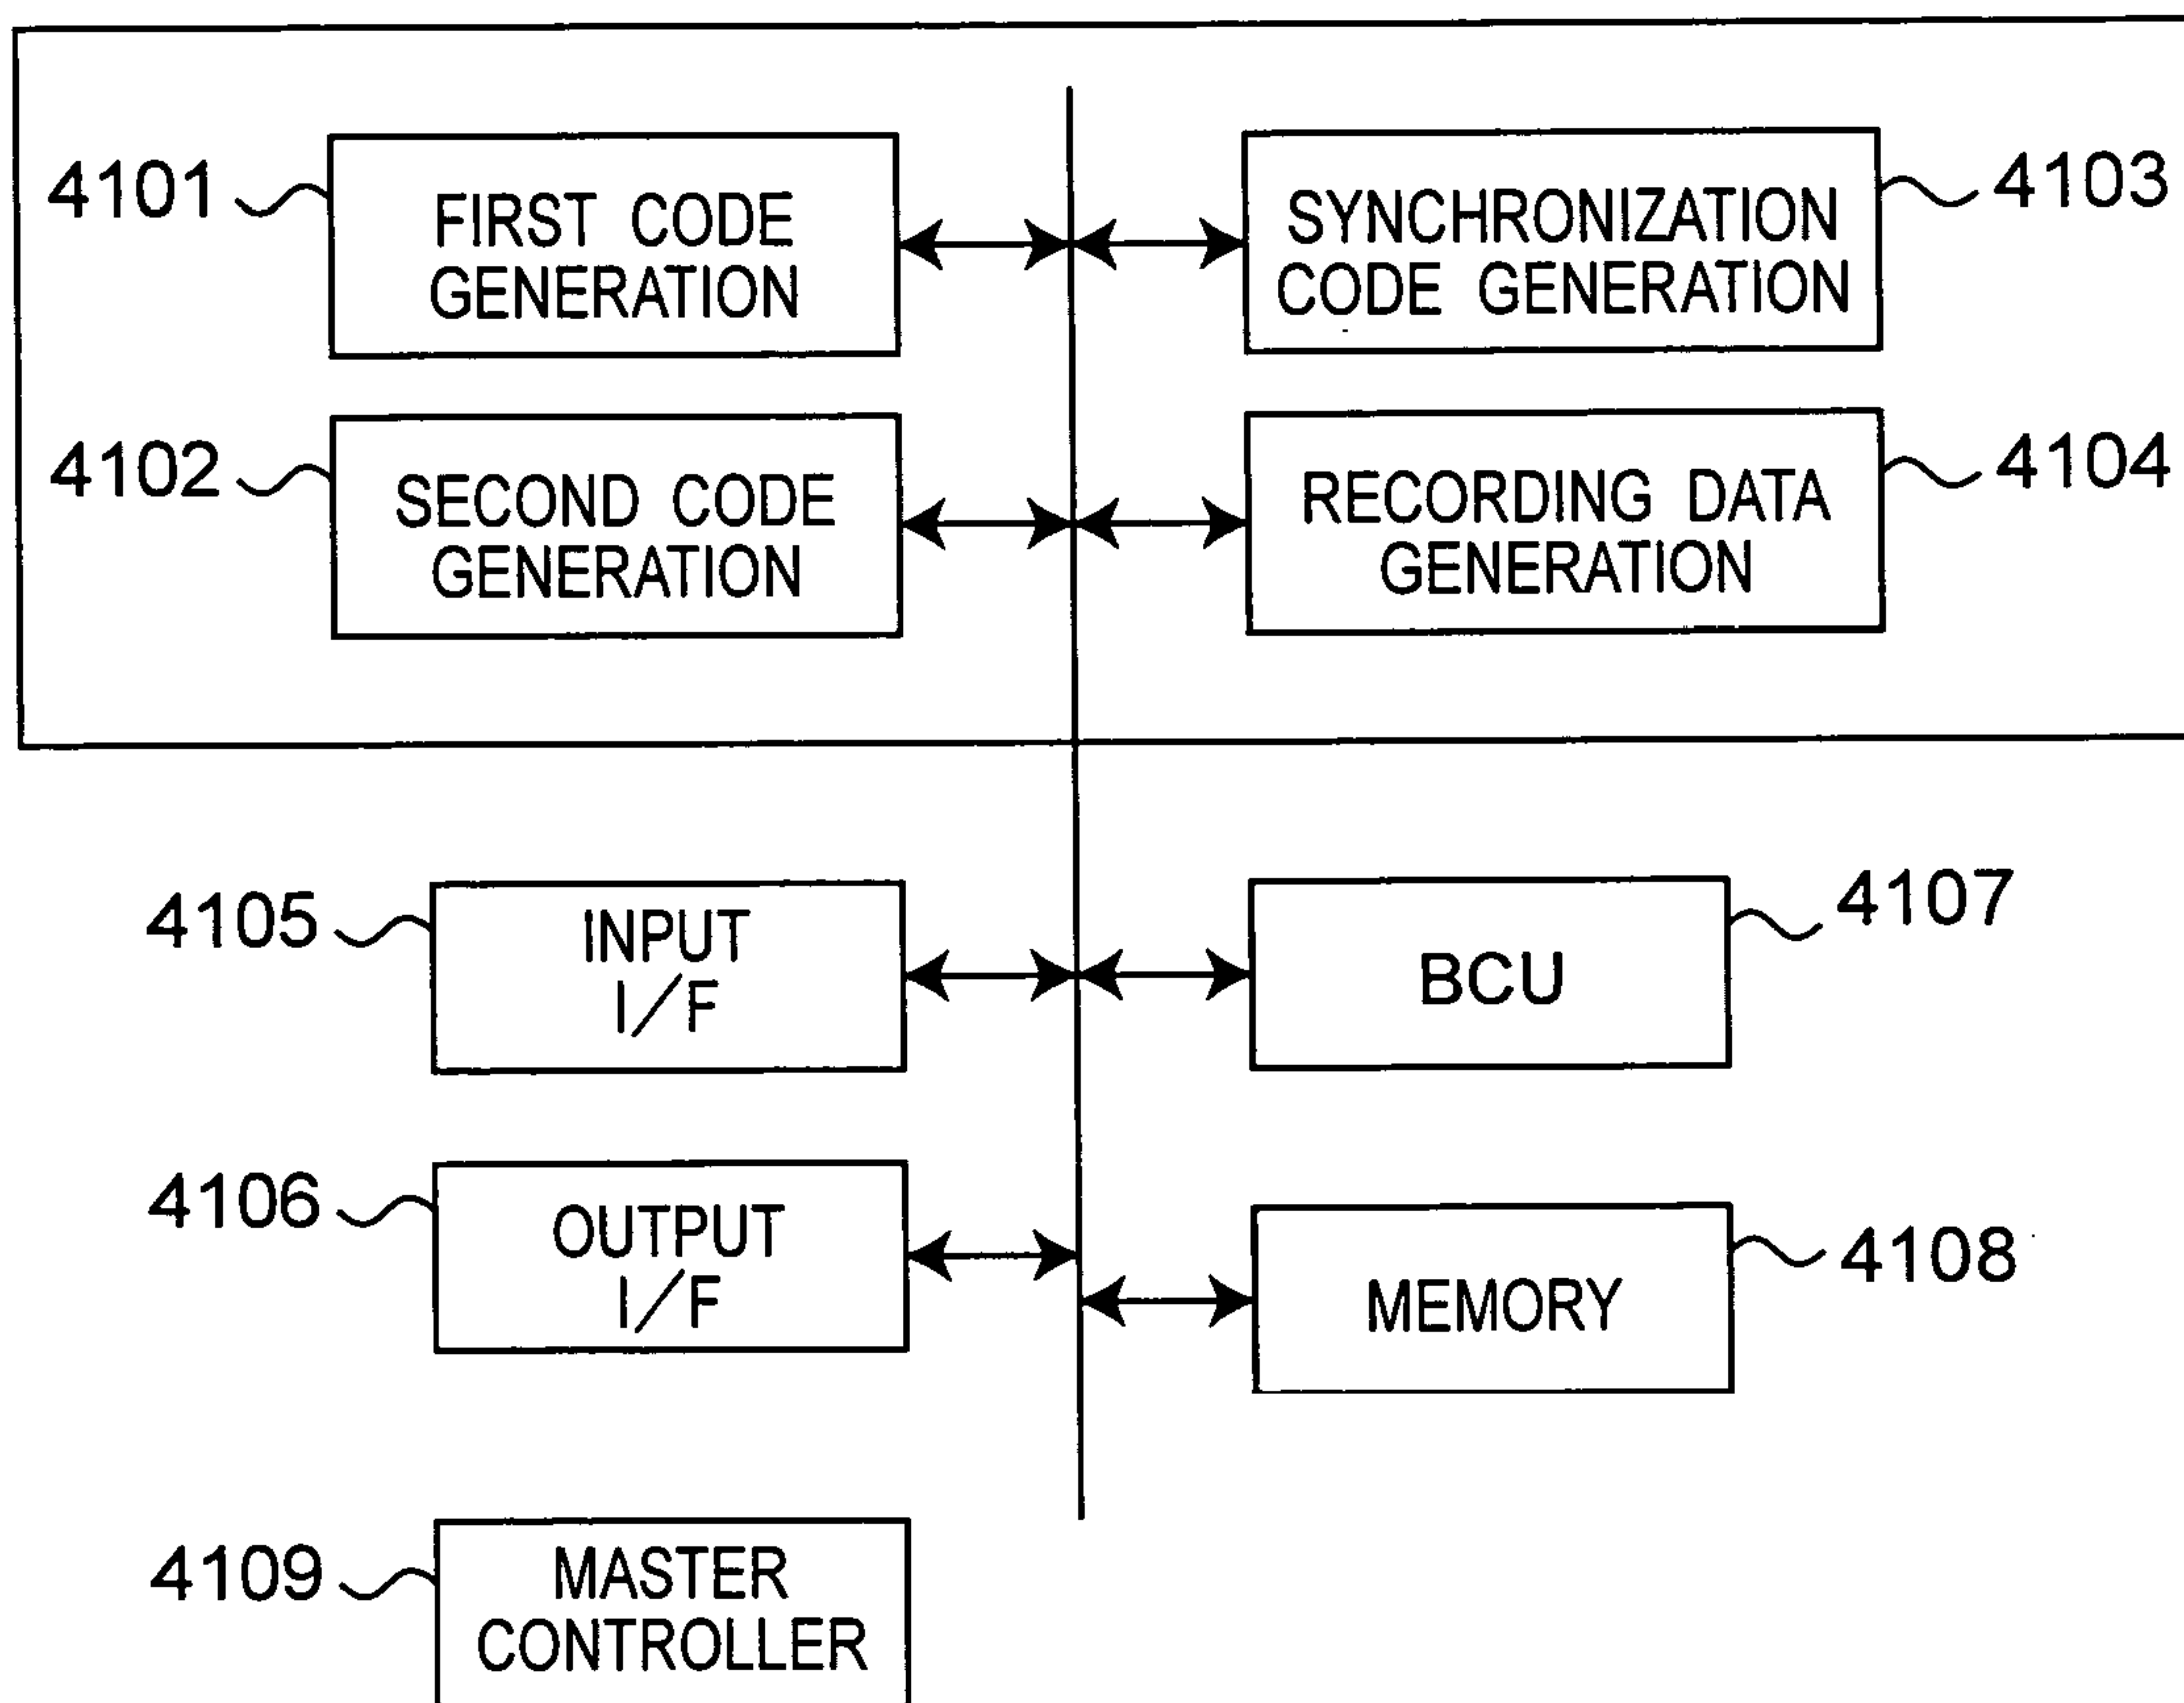 4101
FIRST CODE
GENERATION
SYNCHRONIZATION
CODE GENERATION
4103
4102
SECOND CODE
GENERATION
RECORDING DATA
GENERATION
4104
4105
INPUT
I/F
BCU
4107
4106
OUTPUT
I/F
MEMORY
4108
4109
MASTER
CONTROLLER